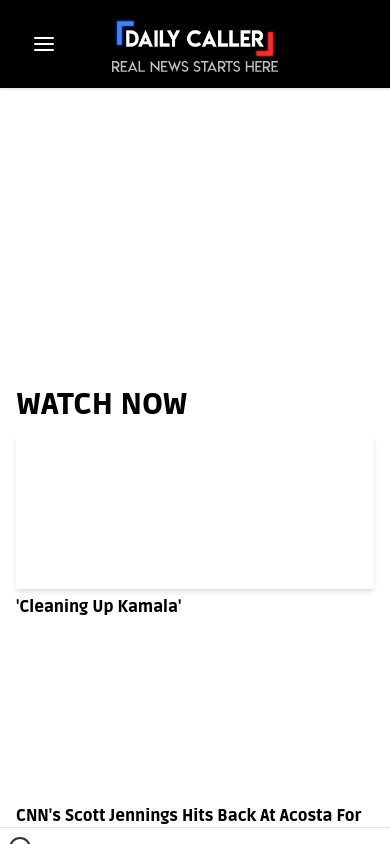 DAILY CALLER
REAL NEWS STARTS HERE
WATCH NOW
'Cleaning Up Kamala'
CNN's Scott Jennings Hits Back At Acosta For